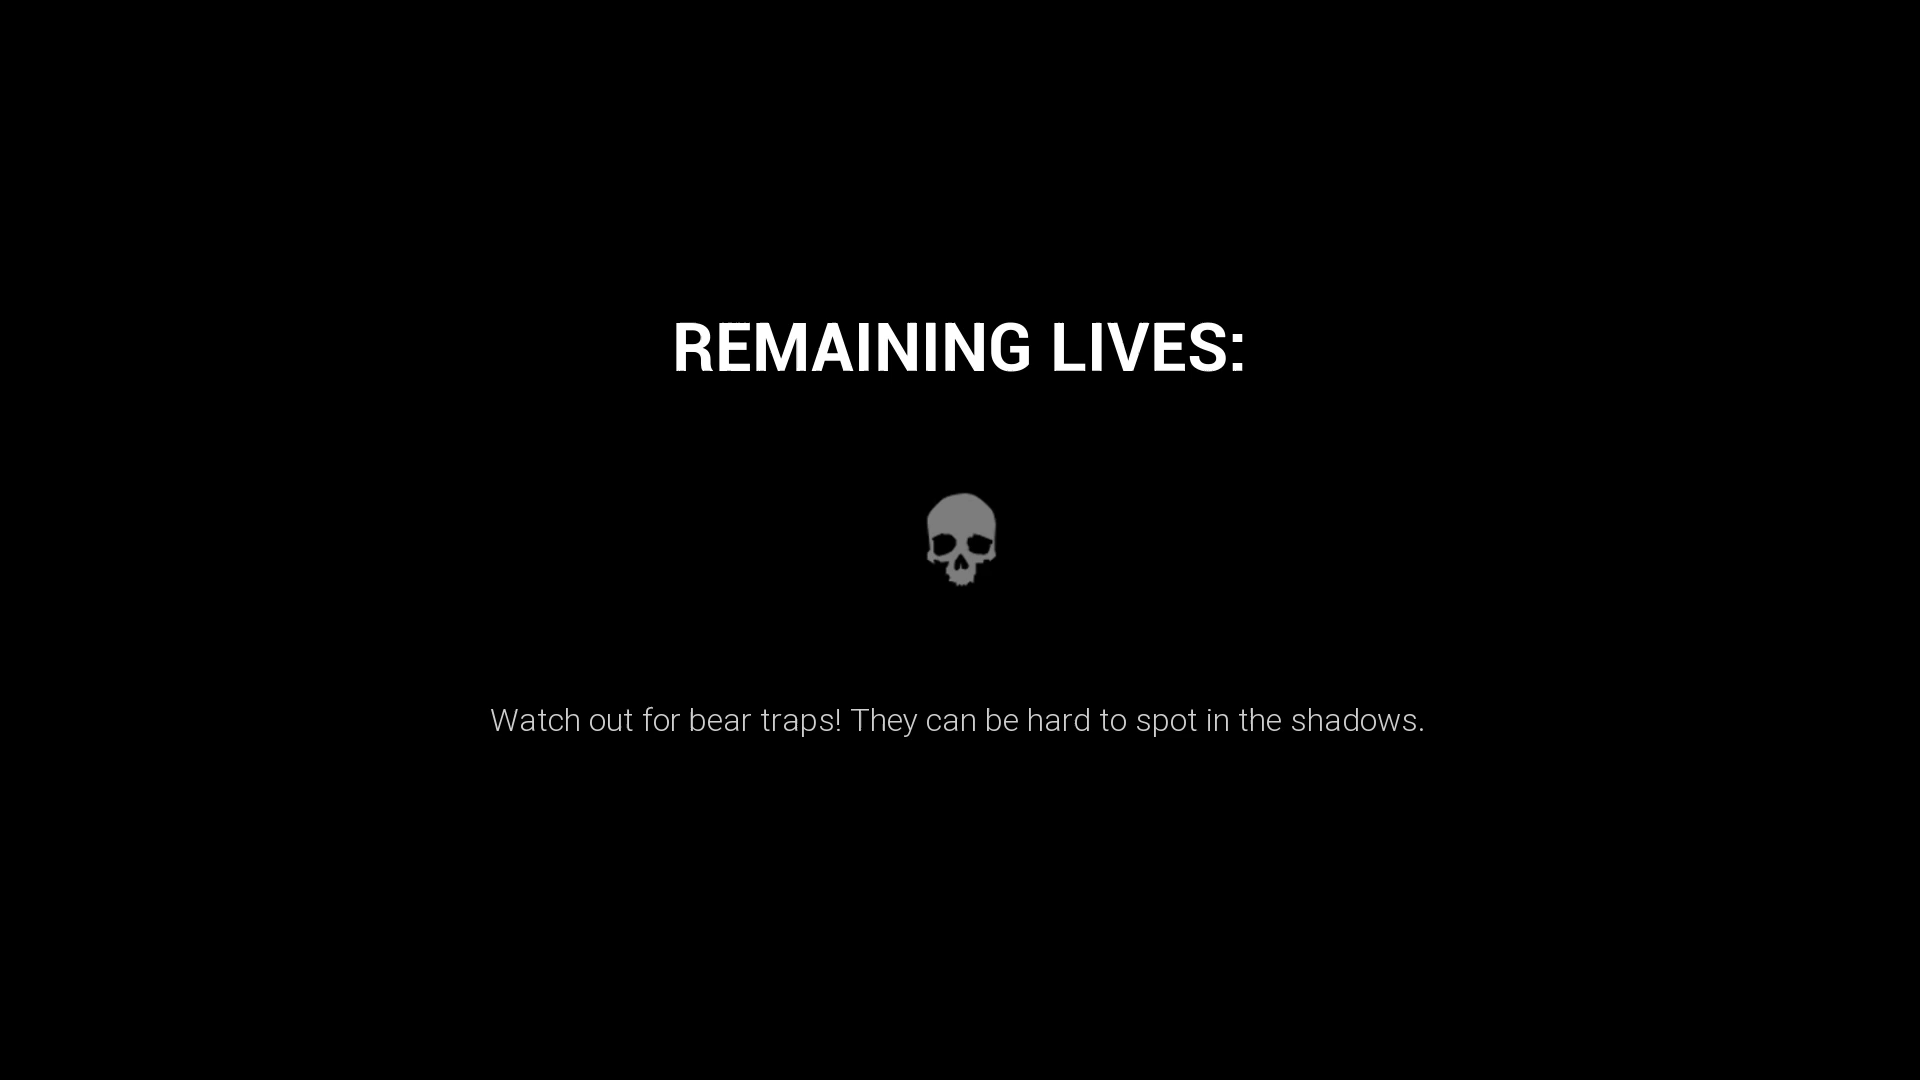 REMAINING LIVES:
Watch out for bear traps! They can be hard to spot in the shadows.